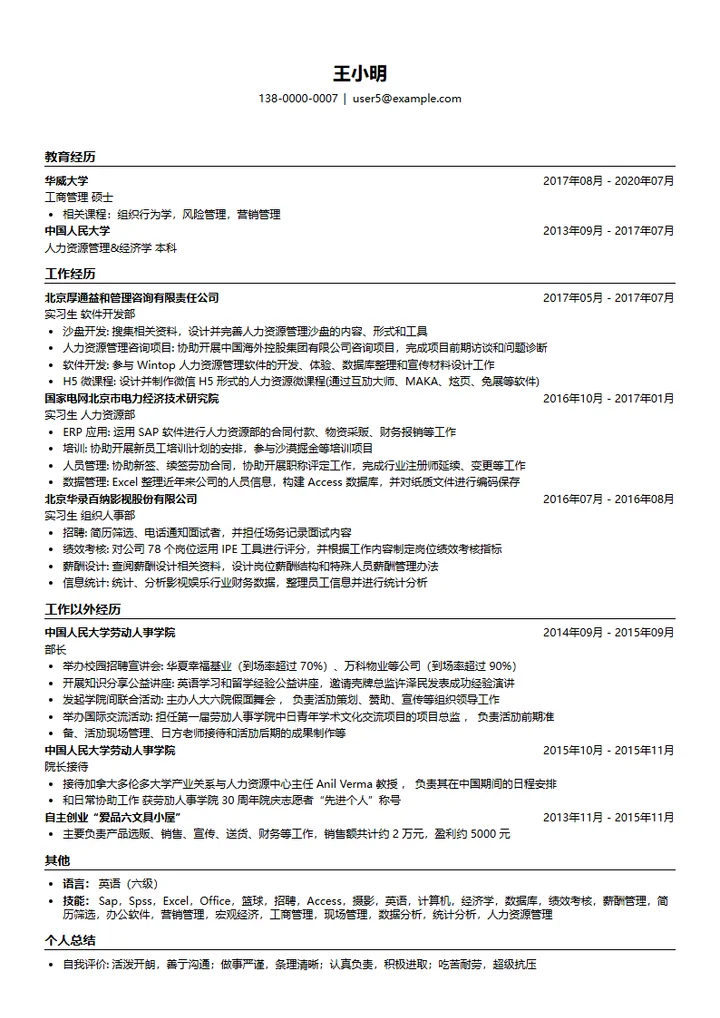 王小明
138-0000-0007 | user5@example.com
教育经历
华威大学 2017年08月 - 2020年07月
工商管理 硕士
• 相关课程：组织行为学，风险管理，营销管理
中国人民大学 2013年09月 - 2017年07月
人力资源管理&经济学 本科
工作经历
北京厚通益和管理咨询有限责任公司 2017年05月 - 2017年07月
实习生 软件开发部
• 沙盘开发: 搜集相关资料，设计并完善人力资源管理沙盘的内容、形式和工具
• 人力资源管理咨询项目: 协助开展中国海外控股集团有限公司咨询项目，完成项目前期访谈和问题诊断
• 软件开发: 参与 Wintop 人力资源管理软件的开发、体验、数据库整理和宣传材料设计工作
• H5 微课程: 设计并制作微信 H5 形式的人力资源微课程(通过互动大师、MAKA、炫页、兔展等软件)
国家电网北京市电力经济技术研究院 2016年10月 - 2017年01月
实习生 人力资源部
• ERP 应用: 运用 SAP 软件进行人力资源部的合同付款、物资采贩、财务报销等工作
• 培训: 协助开展新员工培训计划的安排，参与沙漠掘金等培训项目
• 人员管理: 协助新签、续签劳动合同，协助开展职称评定工作，完成行业注册师延续、变更等工作
• 数据管理: Excel 整理近年来公司的人员信息，构建 Access 数据库，并对纸质文件进行编码保存
北京华录百纳影视股份有限公司 2016年07月 - 2016年08月
实习生 组织人事部
• 招聘: 简历筛选、电话通知面试者，并担任场务记录面试内容
• 绩效考核: 对公司 78 个岗位运用 IPE 工具进行评分，并根据工作内容制定岗位绩效考核指标
• 薪酬设计: 查阅薪酬设计相关资料，设计岗位薪酬结构和特殊人员薪酬管理办法
• 信息统计: 统计、分析影视娱乐行业财务数据，整理员工信息并进行统计分析
工作以外经历
中国人民大学劳动人亊学院 2014年09月 - 2015年09月
部长
• 举办校园招聘宣讲会: 华夏幸福基业（到场率超过 70%）、万科物业等公司（到场率超过 90%）
• 开展知识分享公益讲座: 英语学习和留学经验公益讲座，邀请壳牌总监许泽民发表成功经验演讲
• 发起学院间联合活动: 主办人大六院假面舞会 ， 负责活动策划、赞助、宣传等组织领导工作
• 举办国际交流活动: 担任第一届劳动人亊学院中日青年学术文化交流项目的项目总监 ， 负责活动前期准
• 备、活动现场管理、日方老师接待和活动后期的成果制作等
中国人民大学劳动人亊学院 2015年10月 - 2015年11月
院长接待
• 接待加拿大多伦多大学产业关系与人力资源中心主任 Anil Verma 教授 ， 负责其在中国期间的日程安排
• 和日常协助工作 获劳动人亊学院 30 周年院庆志愿者“先进个人”称号
自主创业“爱品六文具小屋” 2013年11月 - 2015年11月
• 主要负责产品选贩、销售、宣传、送货、财务等工作，销售额共计约 2 万元，盈利约 5000 元
其他
• 语言： 英语（六级）
• 技能： Sap，Spss，Excel，Office，篮球，招聘，Access，摄影，英语，计算机，经济学，数据库，绩效考核，薪酬管理，简
历筛选，办公软件，营销管理，宏观经济，工商管理，现场管理，数据分析，统计分析，人力资源管理
个人总结
• 自我评价: 活泼开朗，善亍沟通；做事严谨，条理清晰；认真负责，积极进取；吃苦耐劳，超级抗压